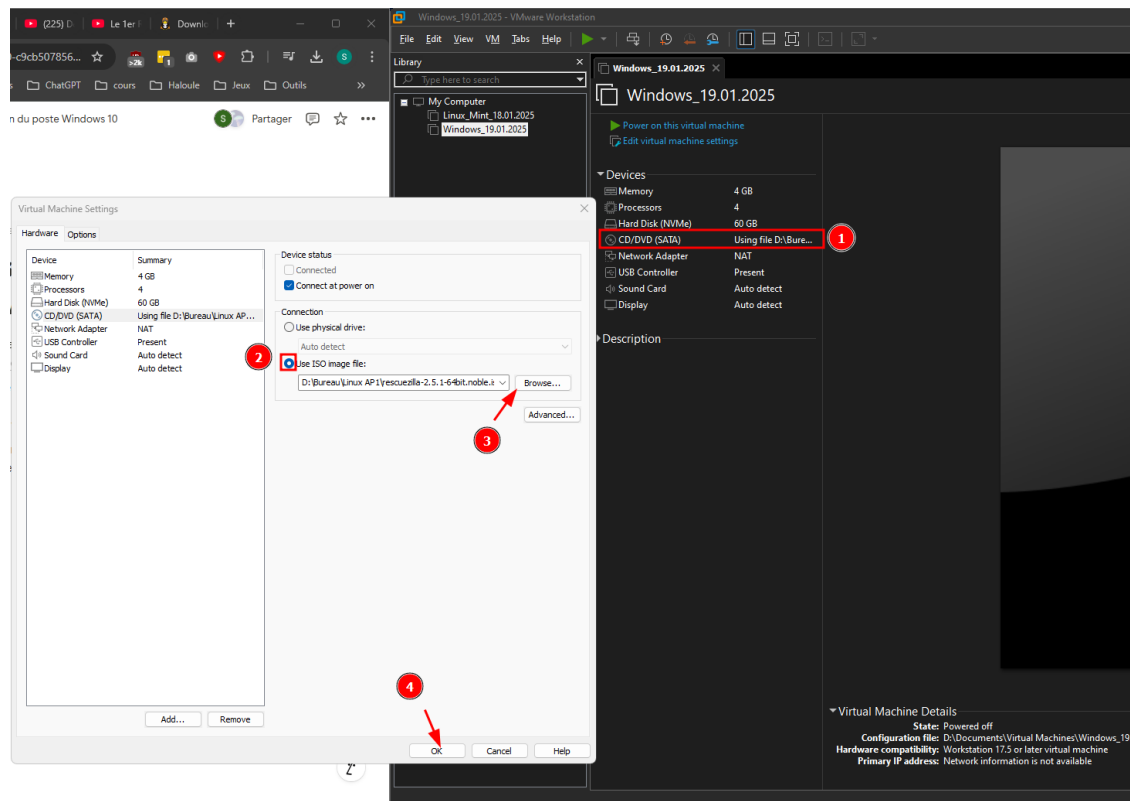 (225) D
Le 1er
Downlc
-c9cb507856...
>2k
1
S
ChatGPT
cours
Haloule
Jeux
Outils
n du poste Windows 10
S
Partager
Windows_19.01.2025 - VMware Workstation
File Edit View VM Tabs Help
Library
Type here to search
My Computer
Linux_Mint_18.01.2025
Windows_19.01.2025
Windows_19.01.2025
Windows_19.01.2025
Power on this virtual machine
Edit virtual machine settings
Devices
Memory 4 GB
Processors 4
Hard Disk (NVMe) 60 GB
CD/DVD (SATA) Using file D:\Bure...
1
Network Adapter NAT
USB Controller Present
Sound Card Auto detect
Display Auto detect
Description
Virtual Machine Settings
Hardware Options
Device Summary
Memory 4 GB
Processors 4
Hard Disk (NVMe) 60 GB
CD/DVD (SATA) Using file D:\Bureau\Linux AP...
Network Adapter NAT
USB Controller Present
Sound Card Auto detect
Display Auto detect
Device status
Connected
Connect at power on
Connection
Use physical drive:
Auto detect
2
Use ISO image file:
D:\Bureau\Linux AP1\rescuezilla-2.5.1-64bit.noble.is
Browse...
Advanced...
3
4
Add... Remove
OK Cancel Help
Virtual Machine Details
State: Powered off
Configuration file: D:\Documents\Virtual Machines\Windows_19
Hardware compatibility: Workstation 17.5 or later virtual machine
Primary IP address: Network information is not available